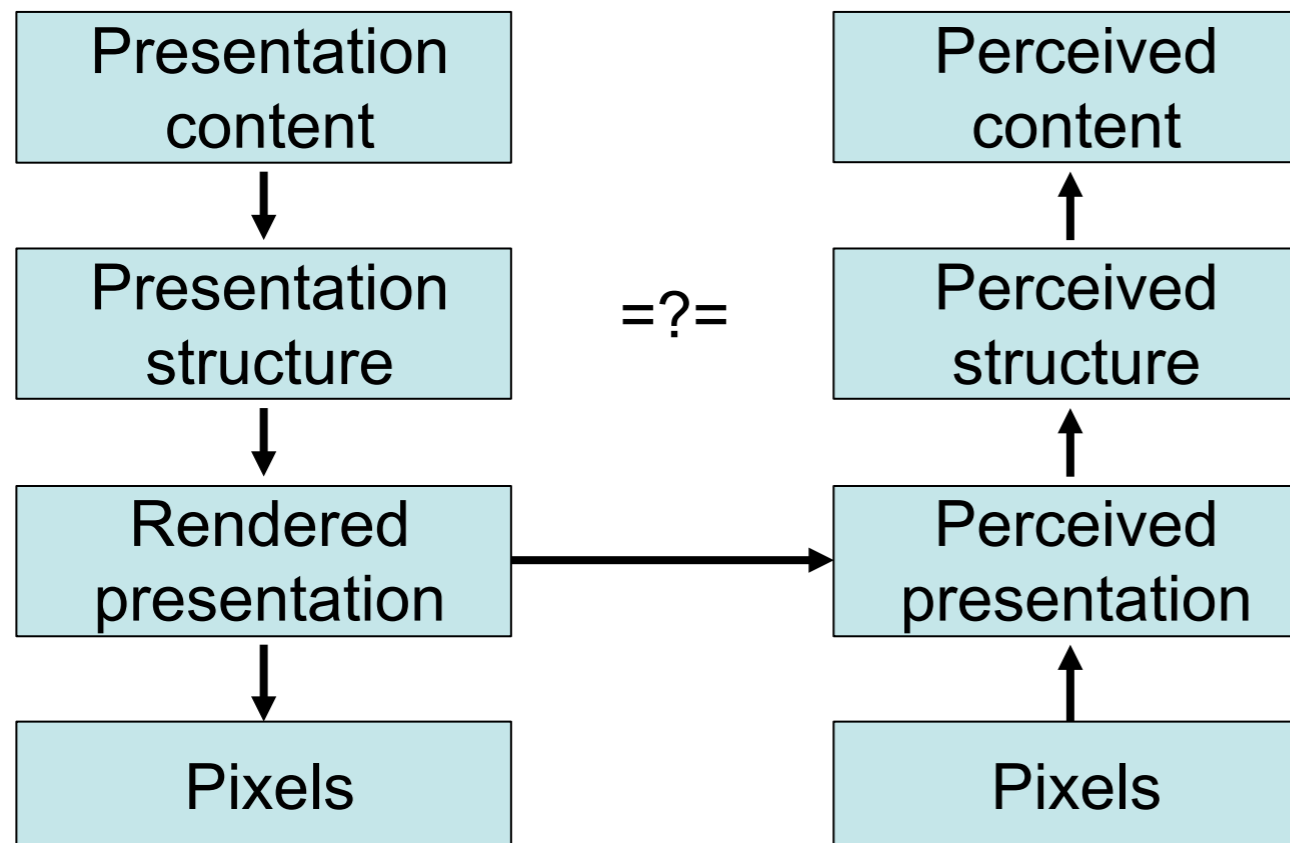 Presentation
content
Perceived
content
Presentation
structure
=?=
Perceived
structure
Rendered
presentation
Perceived
presentation
Pixels
Pixels